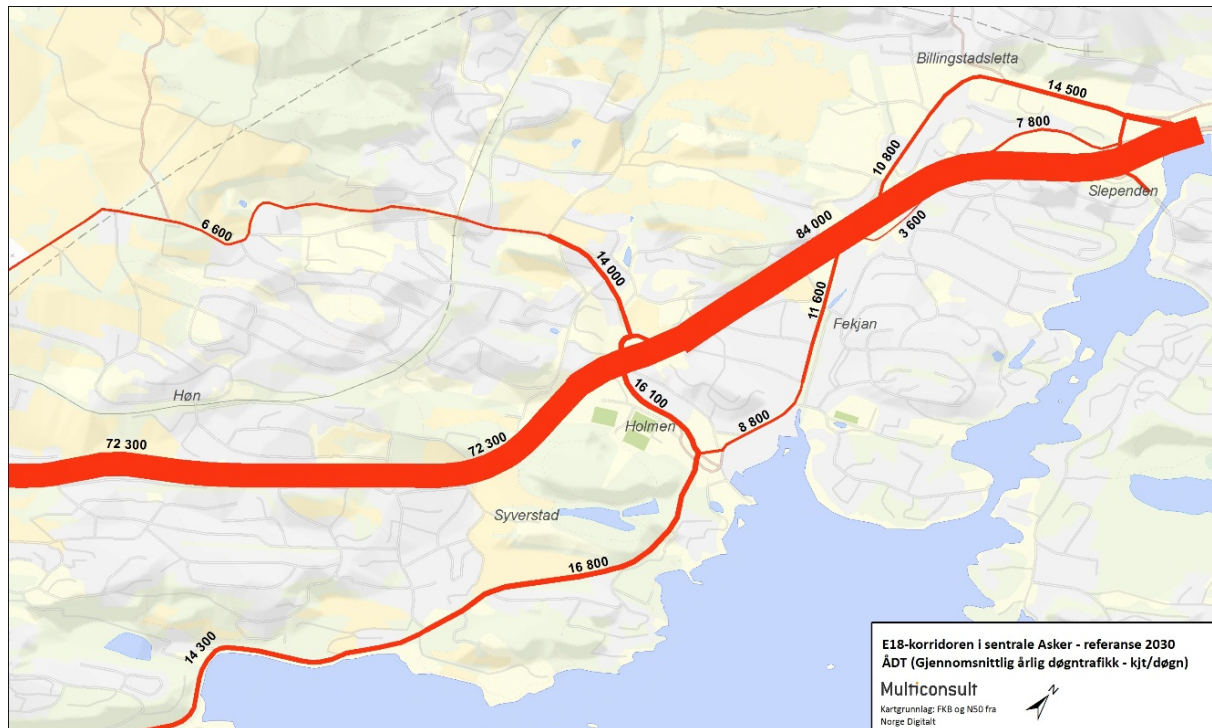 Billingstadsletta
14 500
7 800
10 800
Slependen
84 000
3 600
6 600
14 000
11 600
Fekjan
Høn
16 100
Holmen
8 800
72 300
72 300
Syverstad
16 800
14 300
E18-korridoren i sentrale Asker - referanse 2030
ÅDT (Gjennomsnittlig årlig døgntrafikk - kjt/døgn)
Multiconsult
Kartgrunnlag: FKB og N50 fra
Norge Digitalt
N